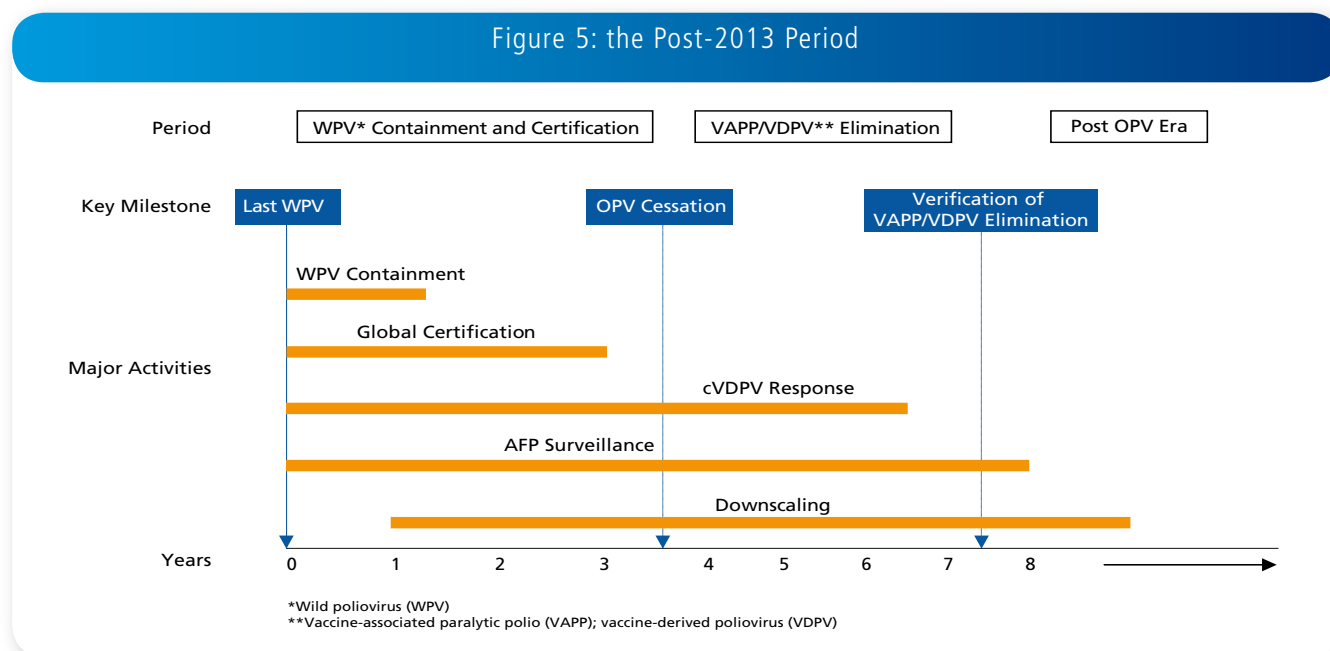 Figure 5: the Post-2013 Period
Period
WPV* Containment and Certification
VAPP/VDPV** Elimination
Post OPV Era
Key Milestone
Last WPV
OPV Cessation
Verification of
VAPP/VDPV Elimination
WPV Containment
Global Certification
Major Activities
cVDPV Response
AFP Surveillance
Downscaling
Years
0 1 2 3 4 5 6 7 8
*Wild poliovirus (WPV)
**Vaccine-associated paralytic polio (VAPP); vaccine-derived poliovirus (VDPV)